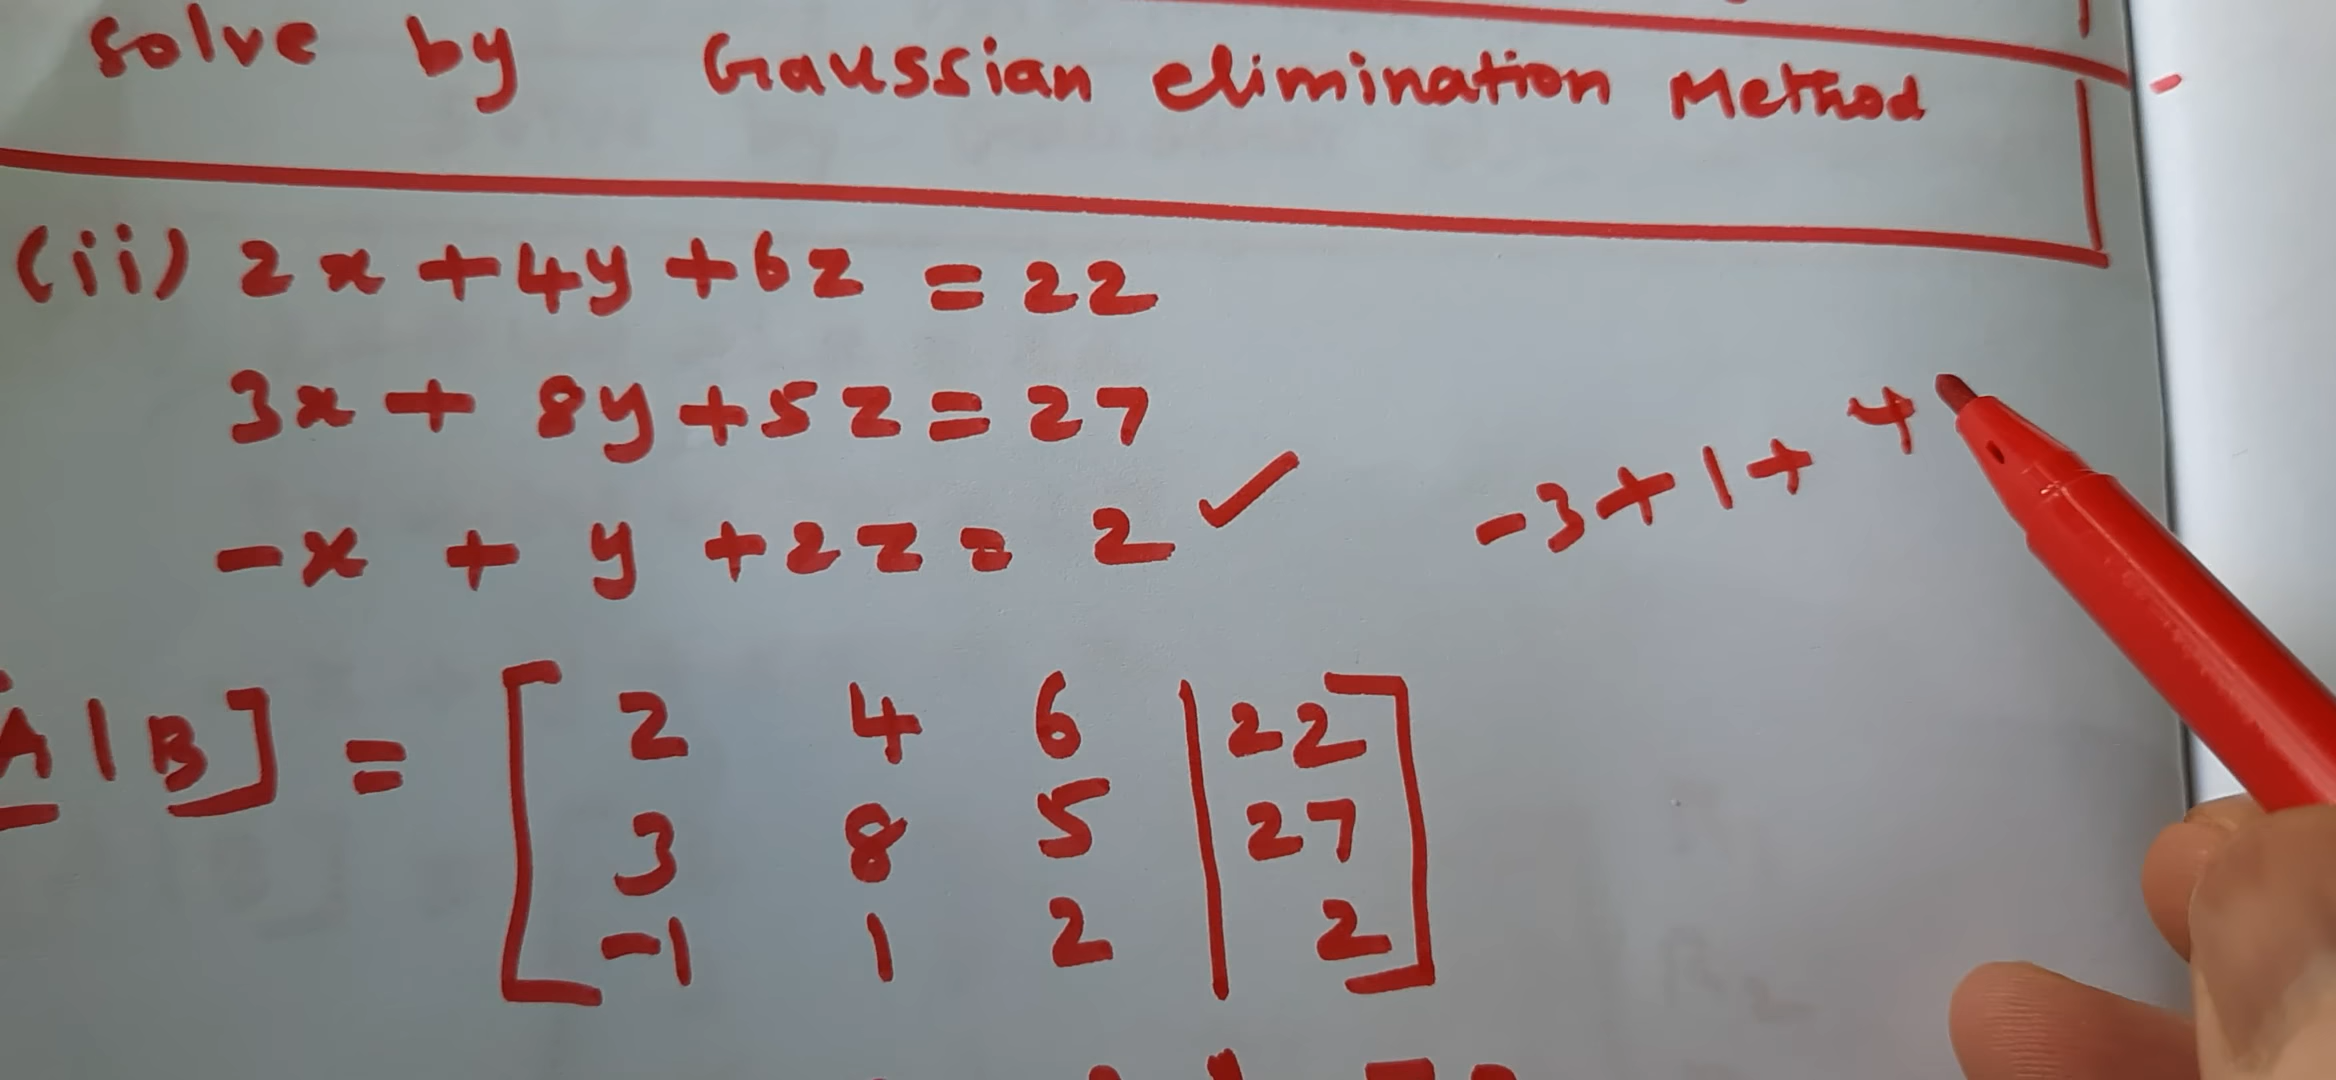 Solve by Gaussian elimination Method
(ii) 2x + 4y + 6z = 22
3x + 8y + 5z = 27
-x + y + 2z = 2 ✓
-3 + 1 + 4
A | B] = [ 2 4 6 | 22 ]
3 8 5 | 27
-1 1 2 | 2